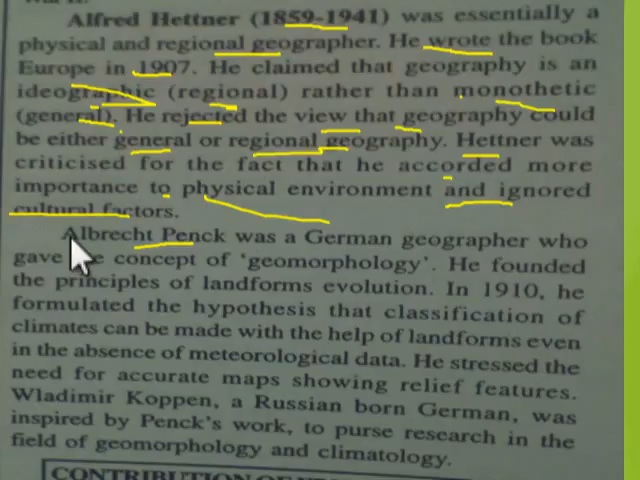 Alfred Hettner (1859-1941) was essentially a
physical and regional geographer. He wrote the book
Europe in 1907. He claimed that geography is an
ideographic (regional) rather than monothetic
(general). He rejected the view that geography could
be either general or regional geography. Hettner was
criticised for the fact that he accorded more
importance to physical environment and ignored
cultural factors.
Albrecht Penck was a German geographer who
gave the concept of 'geomorphology'. He founded
the principles of landforms evolution. In 1910, he
formulated the hypothesis that classification of
climates can be made with the help of landforms even
in the absence of meteorological data. He stressed the
need for accurate maps showing relief features.
Wladimir Koppen, a Russian born German, was
inspired by Penck's work, to purse research in the
field of geomorphology and climatology.
CONTRIBUTION OF